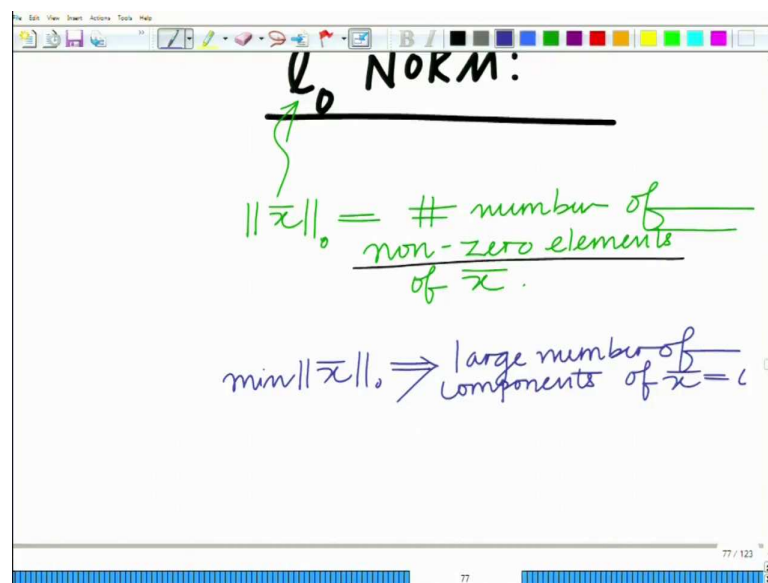 File Edit View Insert Actions Tools Help
B I
l₀ NORM:
||x̄||₀ = # number of
non-zero elements
of x̄.
min||x̄||₀ ⇒ large number of
components of x̄ =
77 / 123
77